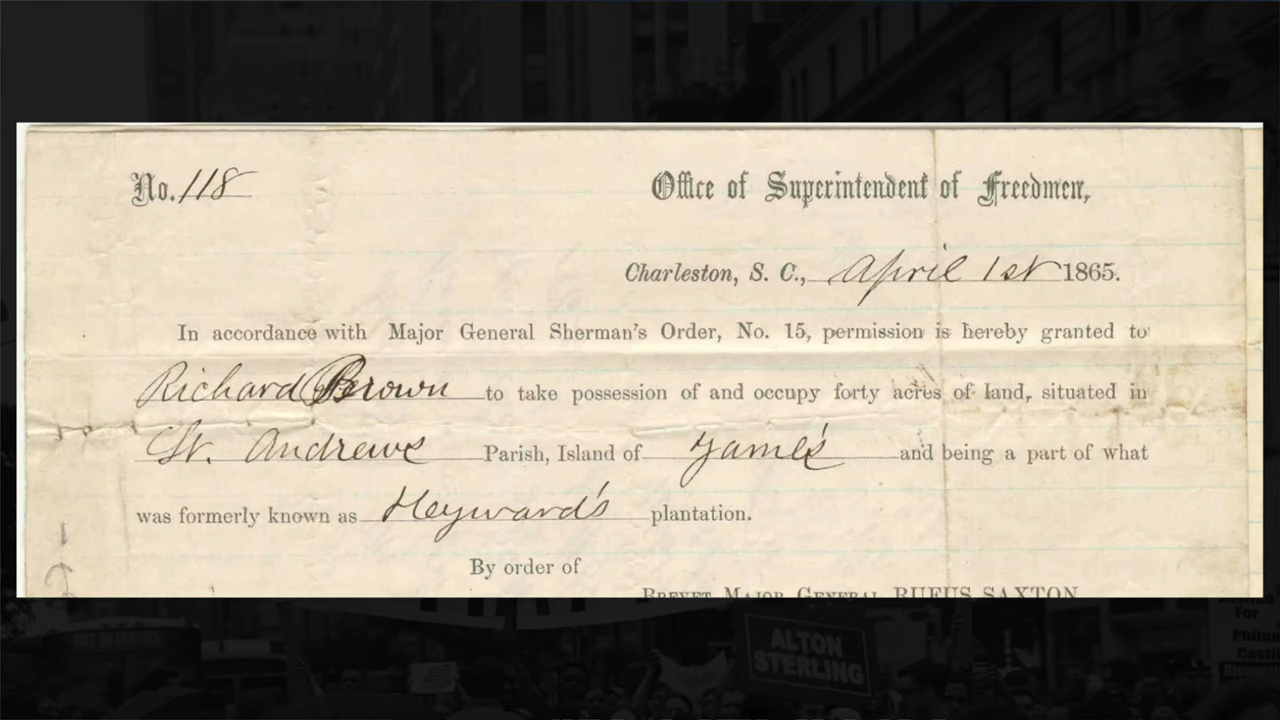 No. 118
Office of Superintendent of Freedmen,
Charleston, S. C., April 1st 1865.
In accordance with Major General Sherman's Order, No. 15, permission is hereby granted to
Richard Brown to take possession of and occupy forty acres of land, situated in
St. Andrews Parish, Island of James and being a part of what
was formerly known as Heyward's plantation.
By order of
BREVET MAJOR GENERAL RUFUS SAXTON
ALTON
STERLING
For